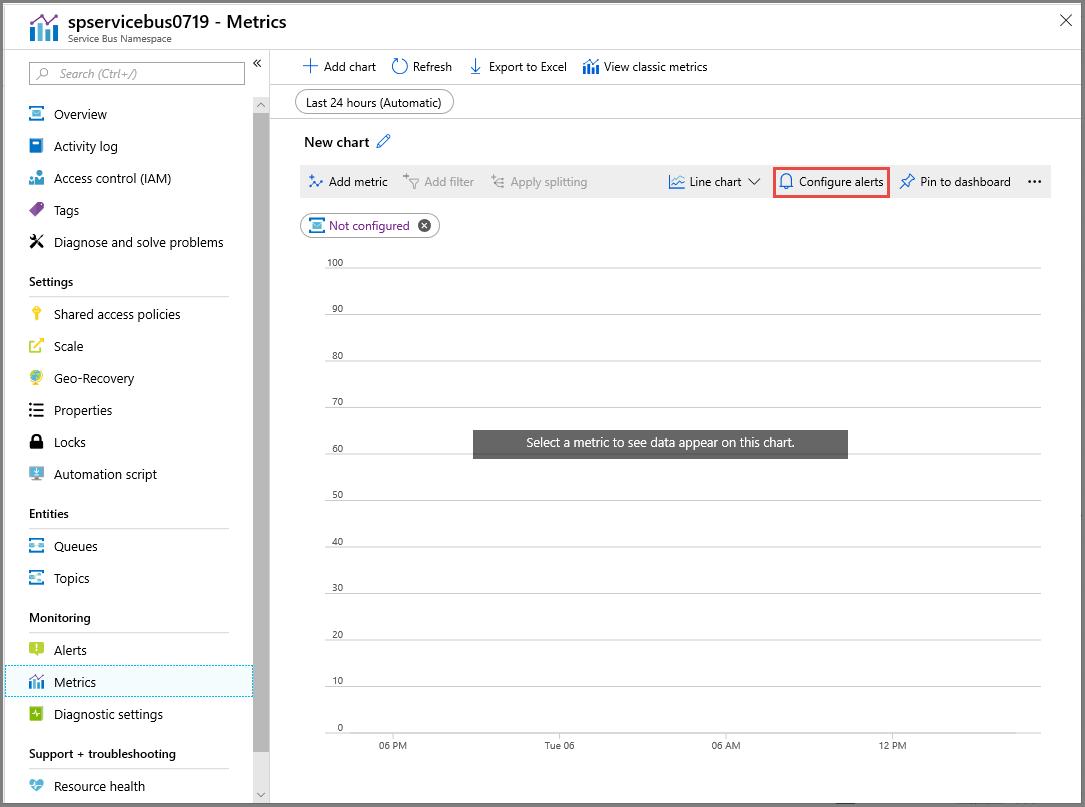 spservicebus0719 - Metrics
Service Bus Namespace
Search (Ctrl+/)
Overview
Activity log
Access control (IAM)
Tags
Diagnose and solve problems
Settings
Shared access policies
Scale
Geo-Recovery
Properties
Locks
Automation script
Entities
Queues
Topics
Monitoring
Alerts
Metrics
Diagnostic settings
Support + troubleshooting
Resource health
Add chart Refresh Export to Excel View classic metrics
Last 24 hours (Automatic)
New chart
Add metric Add filter Apply splitting Line chart Configure alerts Pin to dashboard
Not configured
100
90
80
70
Select a metric to see data appear on this chart.
60
50
40
30
20
10
0
06 PM Tue 06 06 AM 12 PM